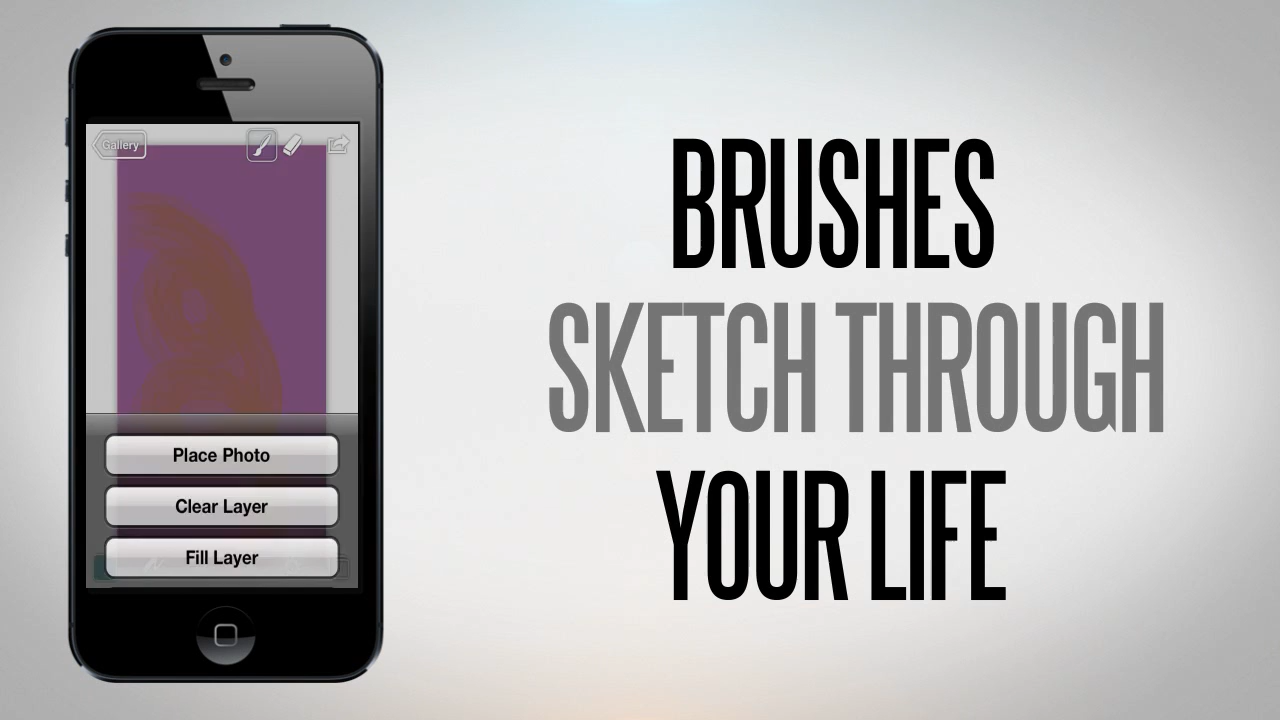 Gallery
Place Photo
Clear Layer
Fill Layer
BRUSHES
SKETCH THROUGH
YOUR LIFE